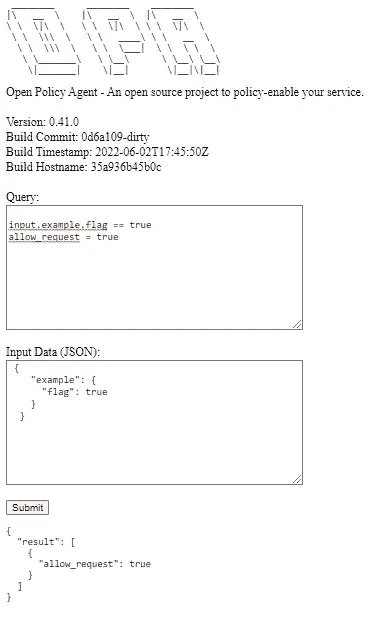 Open Policy Agent - An open source project to policy-enable your service.
Version: 0.41.0
Build Commit: 0d6a109-dirty
Build Timestamp: 2022-06-02T17:45:50Z
Build Hostname: 35a936b45b0c
Query:
input.example.flag == true
allow_request = true
Input Data (JSON):
{
"example": {
"flag": true
}
}
Submit
{
"result": [
{
"allow_request": true
}
]
}